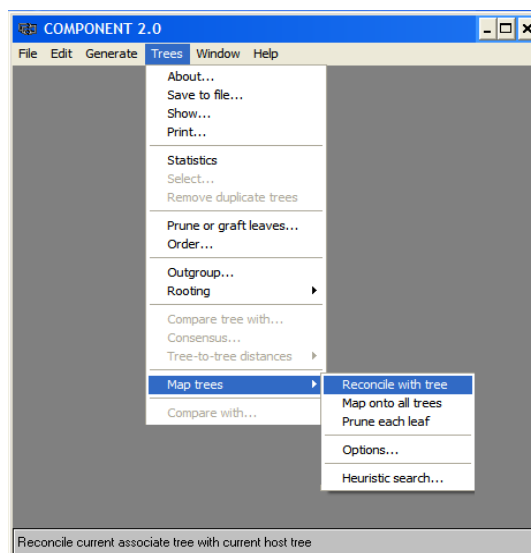 COMPONENT 2.0
File Edit Generate Trees Window Help
About...
Save to file...
Show...
Print...
Statistics
Select...
Remove duplicate trees
Prune or graft leaves...
Order...
Outgroup...
Rooting
Compare tree with...
Consensus...
Tree-to-tree distances
Map trees
Compare with...
Reconcile with tree
Map onto all trees
Prune each leaf
Options...
Heuristic search...
Reconcile current associate tree with current host tree